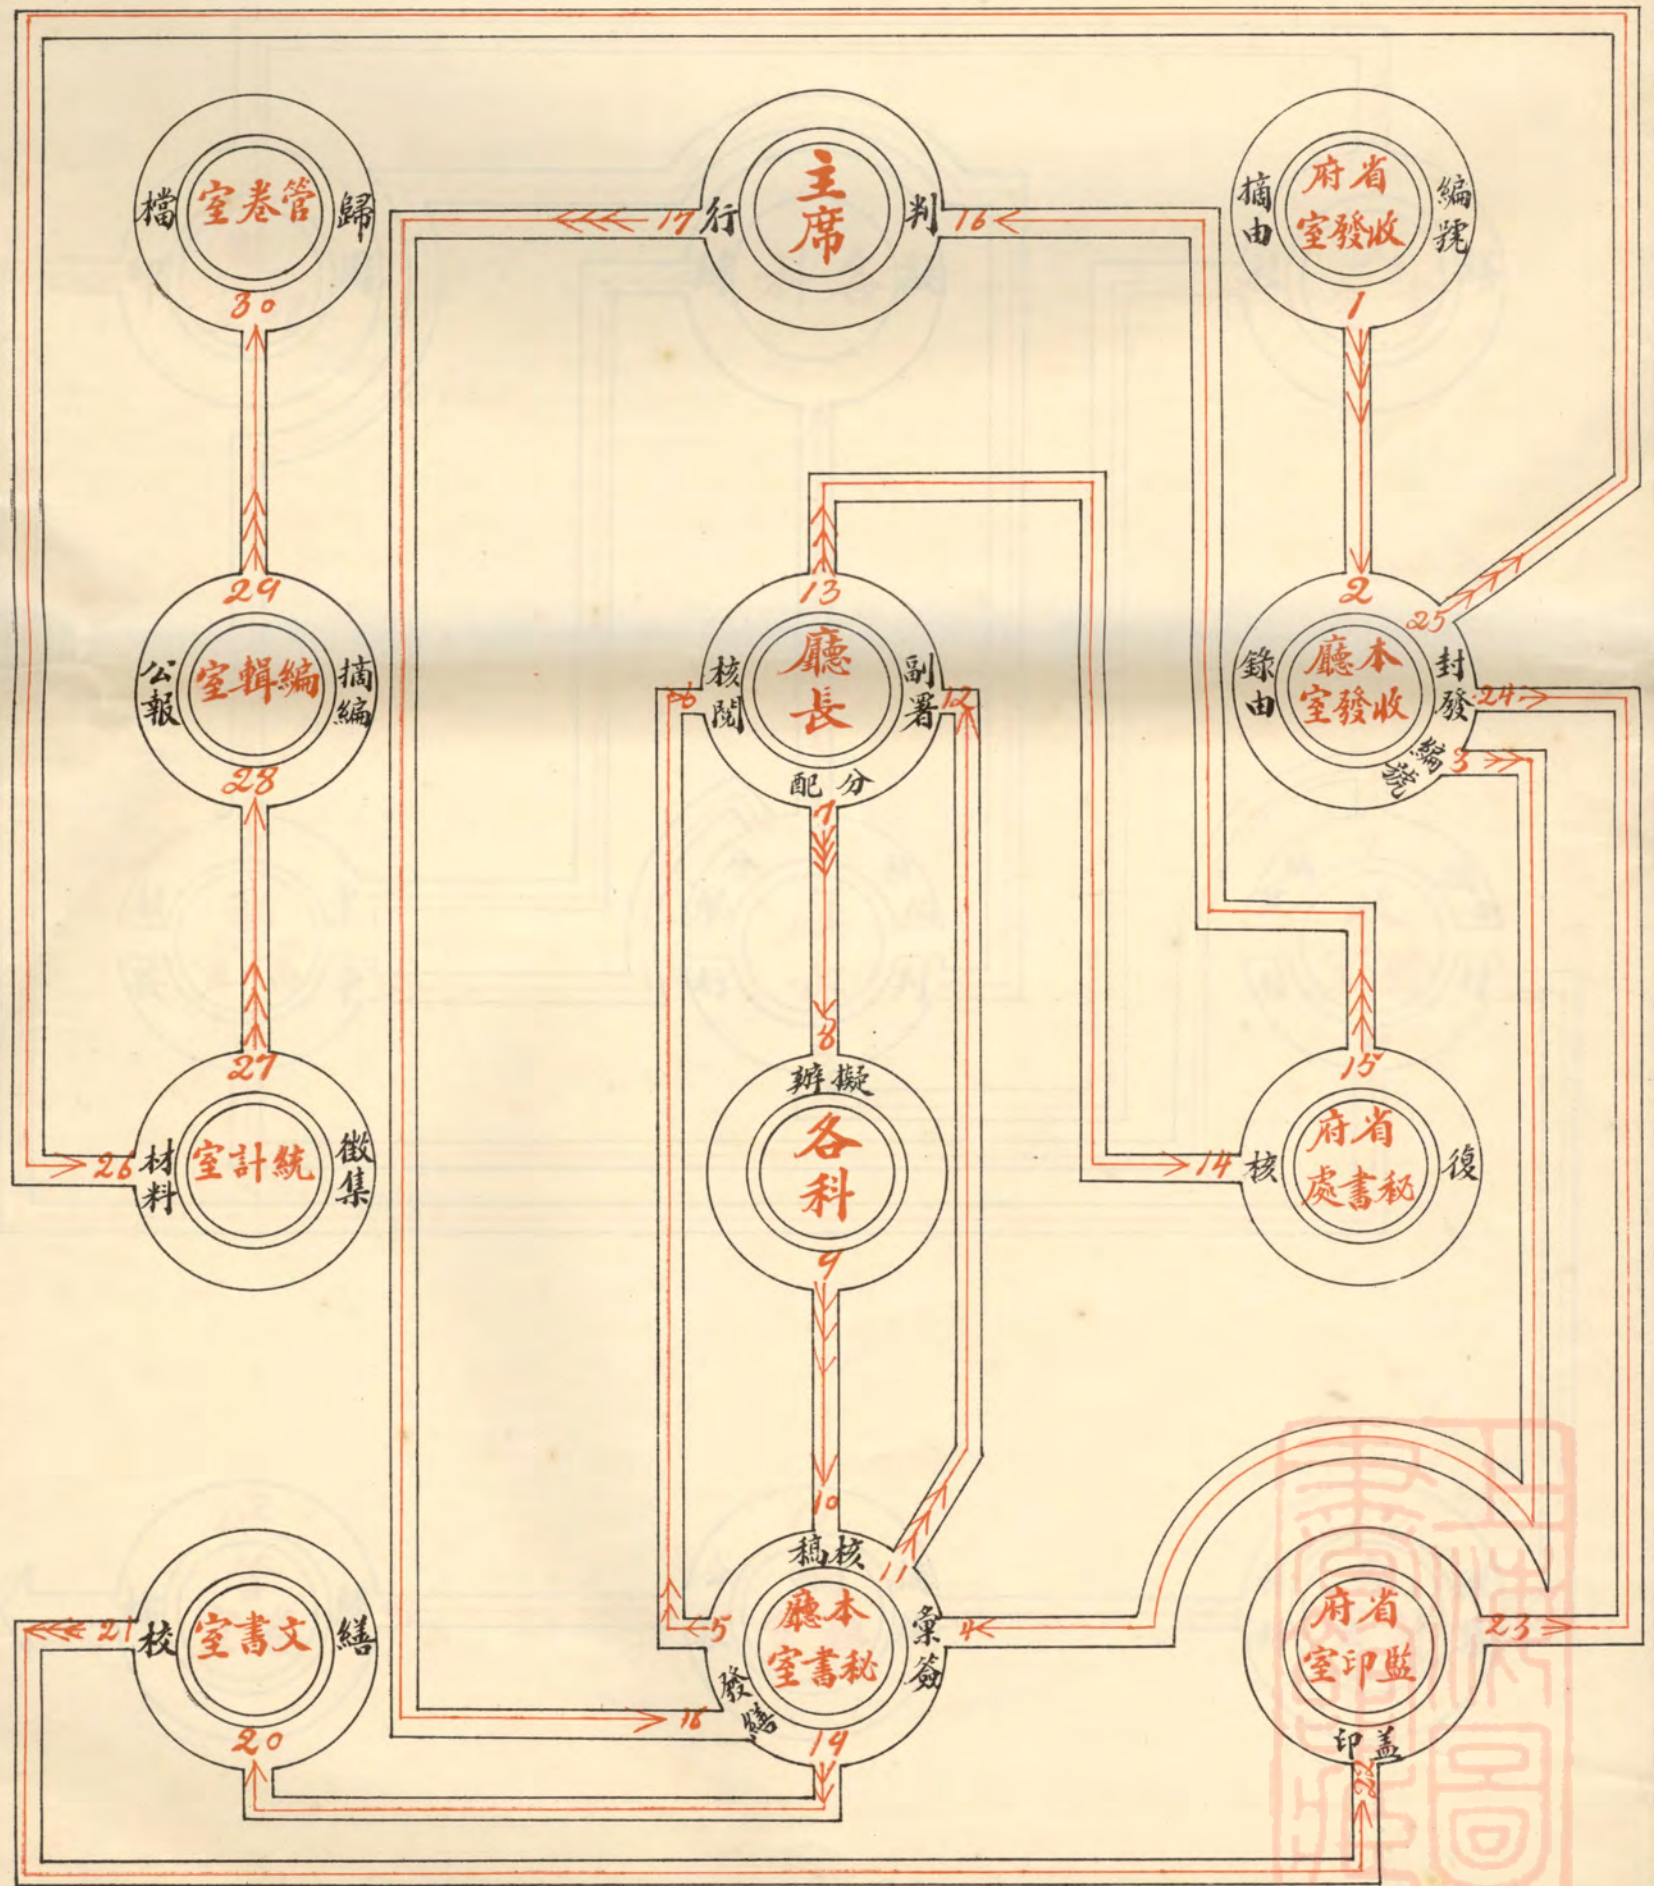 編號
省府
收發室
摘由
1
判
主席
行
16
17
歸
管卷室
檔
30
2
25
封發
24
編號
3
本廳
收發室
錄由
13
副署
12
廳長
核閱
06
分配
7
29
摘編
編輯室
公報
28
15
復
省府
秘書處
核
14
8
擬辦
各科
9
27
徵集
統計室
材料
26
23
省府
監印室
蓋印
22
10
核稿
11
彙簽
4
本廳
秘書室
5
發繕
18
19
繕
文書室
校
21
20